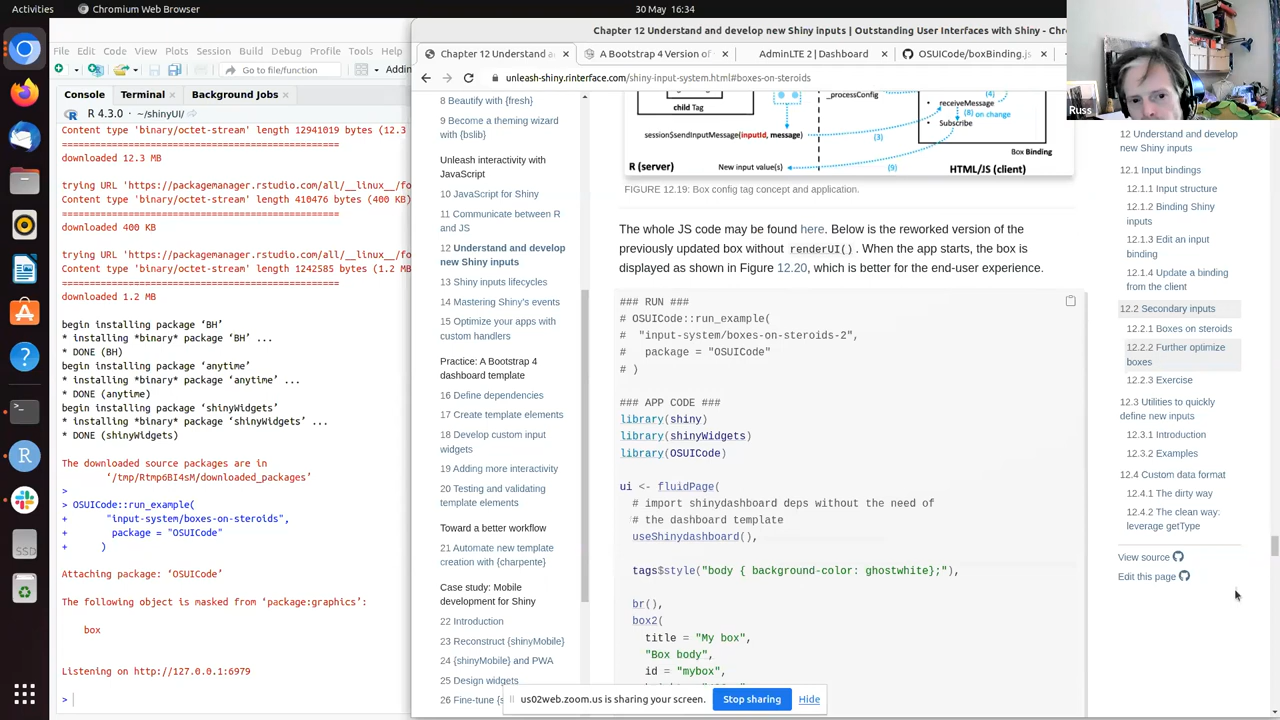 Activities
Chromium Web Browser
30 May 16:34
File Edit Code View Plots Session Build Debug Profile Tools
Go to file/function
Addin
Console
Terminal
Background Jobs
R 4.3.0 · ~/shinyUI/
Content type 'binary/octet-stream' length 12941019 bytes (12.3
==================================================
downloaded 12.3 MB
trying URL 'https://packagemanager.rstudio.com/all/__linux__/fo
Content type 'binary/octet-stream' length 410476 bytes (400 KB)
==================================================
downloaded 400 KB
trying URL 'https://packagemanager.rstudio.com/all/__linux__/fo
Content type 'binary/octet-stream' length 1242585 bytes (1.2 MB
==================================================
downloaded 1.2 MB
begin installing package ‘BH’
* installing *binary* package ‘BH’ ...
* DONE (BH)
begin installing package ‘anytime’
* installing *binary* package ‘anytime’ ...
* DONE (anytime)
begin installing package ‘shinyWidgets’
* installing *binary* package ‘shinyWidgets’ ...
* DONE (shinyWidgets)
The downloaded source packages are in
‘/tmp/Rtmp6BI4sM/downloaded_packages’
>
> OSUICode::run_example(
+ "input-system/boxes-on-steroids",
+ package = "OSUICode"
+ )
Attaching package: ‘OSUICode’
The following object is masked from ‘package:graphics’:
box
Listening on http://127.0.0.1:6979
>
Chapter 12 Understand and develop new Shiny inputs | Outstanding User Interfaces with Shiny - Chro
Chapter 12 Understand a
A Bootstrap 4 Version of
AdminLTE 2 | Dashboard
OSUICode/boxBinding.js
unleash-shiny.rinterface.com/shiny-input-system.html#boxes-on-steroids
8 Beautify with {fresh}
9 Become a theming wizard
with {bslib}
Unleash interactivity with
JavaScript
10 JavaScript for Shiny
11 Communicate between R
and JS
12 Understand and develop
new Shiny inputs
13 Shiny inputs lifecycles
14 Mastering Shiny’s events
15 Optimize your apps with
custom handlers
Practice: A Bootstrap 4
dashboard template
16 Define dependencies
17 Create template elements
18 Develop custom input
widgets
19 Adding more interactivity
20 Testing and validating
template elements
Toward a better workflow
21 Automate new template
creation with {charpente}
Case study: Mobile
development for Shiny
22 Introduction
23 Reconstruct {shinyMobile}
24 {shinyMobile} and PWA
25 Design widgets
26 Fine-tune {s
child Tag
_processConfig
(4)
• receiveMessage
(8) on change
• Subscribe
session$sendInputMessage(inputId, message)
(3)
Box Binding
R (server)
New input value(s)
(9)
HTML/JS (client)
FIGURE 12.19: Box config tag concept and application.
The whole JS code may be found here. Below is the reworked version of the
previously updated box without renderUI(). When the app starts, the box is
displayed as shown in Figure 12.20, which is better for the end-user experience.
### RUN ###
# OSUICode::run_example(
# "input-system/boxes-on-steroids-2",
# package = "OSUICode"
# )
### APP CODE ###
library(shiny)
library(shinyWidgets)
library(OSUICode)
ui <- fluidPage(
# import shinydashboard deps without the need of
# the dashboard template
useShinydashboard(),
tags$style("body { background-color: ghostwhite};"),
br(),
box2(
title = "My box",
"Box body",
id = "mybox",
us02web.zoom.us is sharing your screen.
Stop sharing
Hide
Russ
12 Understand and develop
new Shiny inputs
12.1 Input bindings
12.1.1 Input structure
12.1.2 Binding Shiny
inputs
12.1.3 Edit an input
binding
12.1.4 Update a binding
from the client
12.2 Secondary inputs
12.2.1 Boxes on steroids
12.2.2 Further optimize
boxes
12.2.3 Exercise
12.3 Utilities to quickly
define new inputs
12.3.1 Introduction
12.3.2 Examples
12.4 Custom data format
12.4.1 The dirty way
12.4.2 The clean way:
leverage getType
View source
Edit this page